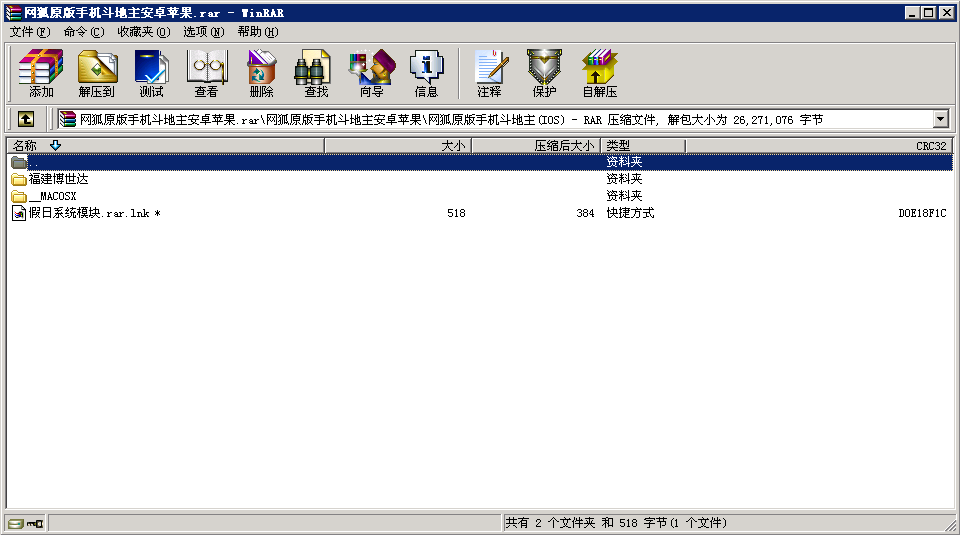 网狐原版手机斗地主安卓苹果.rar - WinRAR
文件(F) 命令(C) 收藏夹(O) 选项(N) 帮助(H)
添加 解压到 测试 查看 删除 查找 向导 信息 注释 保护 自解压
网狐原版手机斗地主安卓苹果.rar\网狐原版手机斗地主安卓苹果\网狐原版手机斗地主(IOS) - RAR 压缩文件, 解包大小为 26,271,076 字节
名称 大小 压缩后大小 类型 CRC32
.. 资料夹
福建博世达 资料夹
__MACOSX 资料夹
假日系统模块.rar.lnk * 518 384 快捷方式 D0E18F1C
共有 2 个文件夹 和 518 字节(1 个文件)